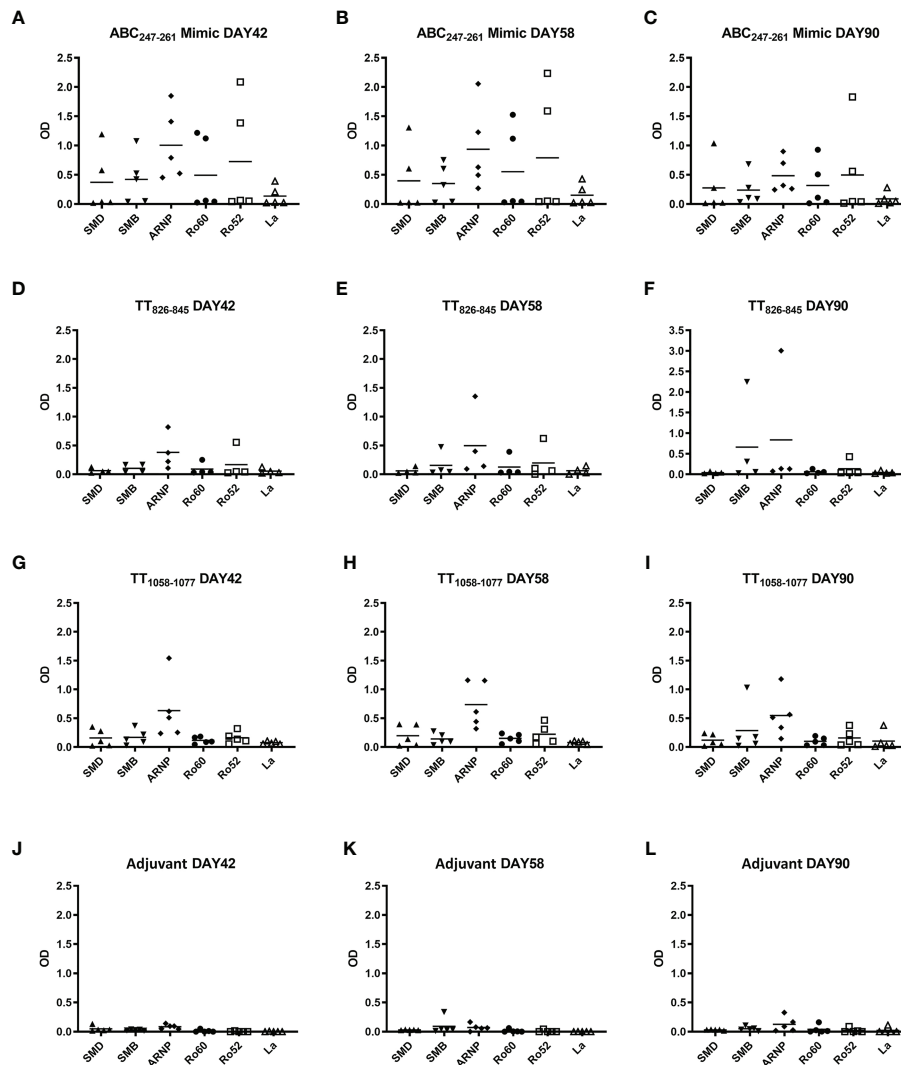 A
ABC247-261 Mimic DAY42
2.5
2.0
1.5
1.0
0.5
0.0
OD
SMD
SMB
ARNP
Ro60
Ro52
La
B
ABC247-261 Mimic DAY58
2.5
2.0
1.5
1.0
0.5
0.0
OD
SMD
SMB
ARNP
Ro60
Ro52
La
C
ABC247-261 Mimic DAY90
2.5
2.0
1.5
1.0
0.5
0.0
OD
SMD
SMB
ARNP
Ro60
Ro52
La
D
TT826-845 DAY42
2.5
2.0
1.5
1.0
0.5
0.0
OD
SMD
SMB
ARNP
Ro60
Ro52
La
E
TT826-845 DAY58
2.5
2.0
1.5
1.0
0.5
0.0
OD
SMD
SMB
ARNP
Ro60
Ro52
La
F
TT826-845 DAY90
3.5
3.0
2.5
2.0
1.5
1.0
0.5
0.0
OD
SMD
SMB
ARNP
Ro60
Ro52
La
G
TT1058-1077 DAY42
2.5
2.0
1.5
1.0
0.5
0.0
OD
SMD
SMB
ARNP
Ro60
Ro52
La
H
TT1058-1077 DAY58
2.5
2.0
1.5
1.0
0.5
0.0
OD
SMD
SMB
ARNP
Ro60
Ro52
La
I
TT1058-1077 DAY90
2.5
2.0
1.5
1.0
0.5
0.0
OD
SMD
SMB
ARNP
Ro60
Ro52
La
J
Adjuvant DAY42
2.5
2.0
1.5
1.0
0.5
0.0
OD
SMD
SMB
ARNP
Ro60
Ro52
La
K
Adjuvant DAY58
2.5
2.0
1.5
1.0
0.5
0.0
OD
SMD
SMB
ARNP
Ro60
Ro52
La
L
Adjuvant DAY90
2.5
2.0
1.5
1.0
0.5
0.0
OD
SMD
SMB
ARNP
Ro60
Ro52
La